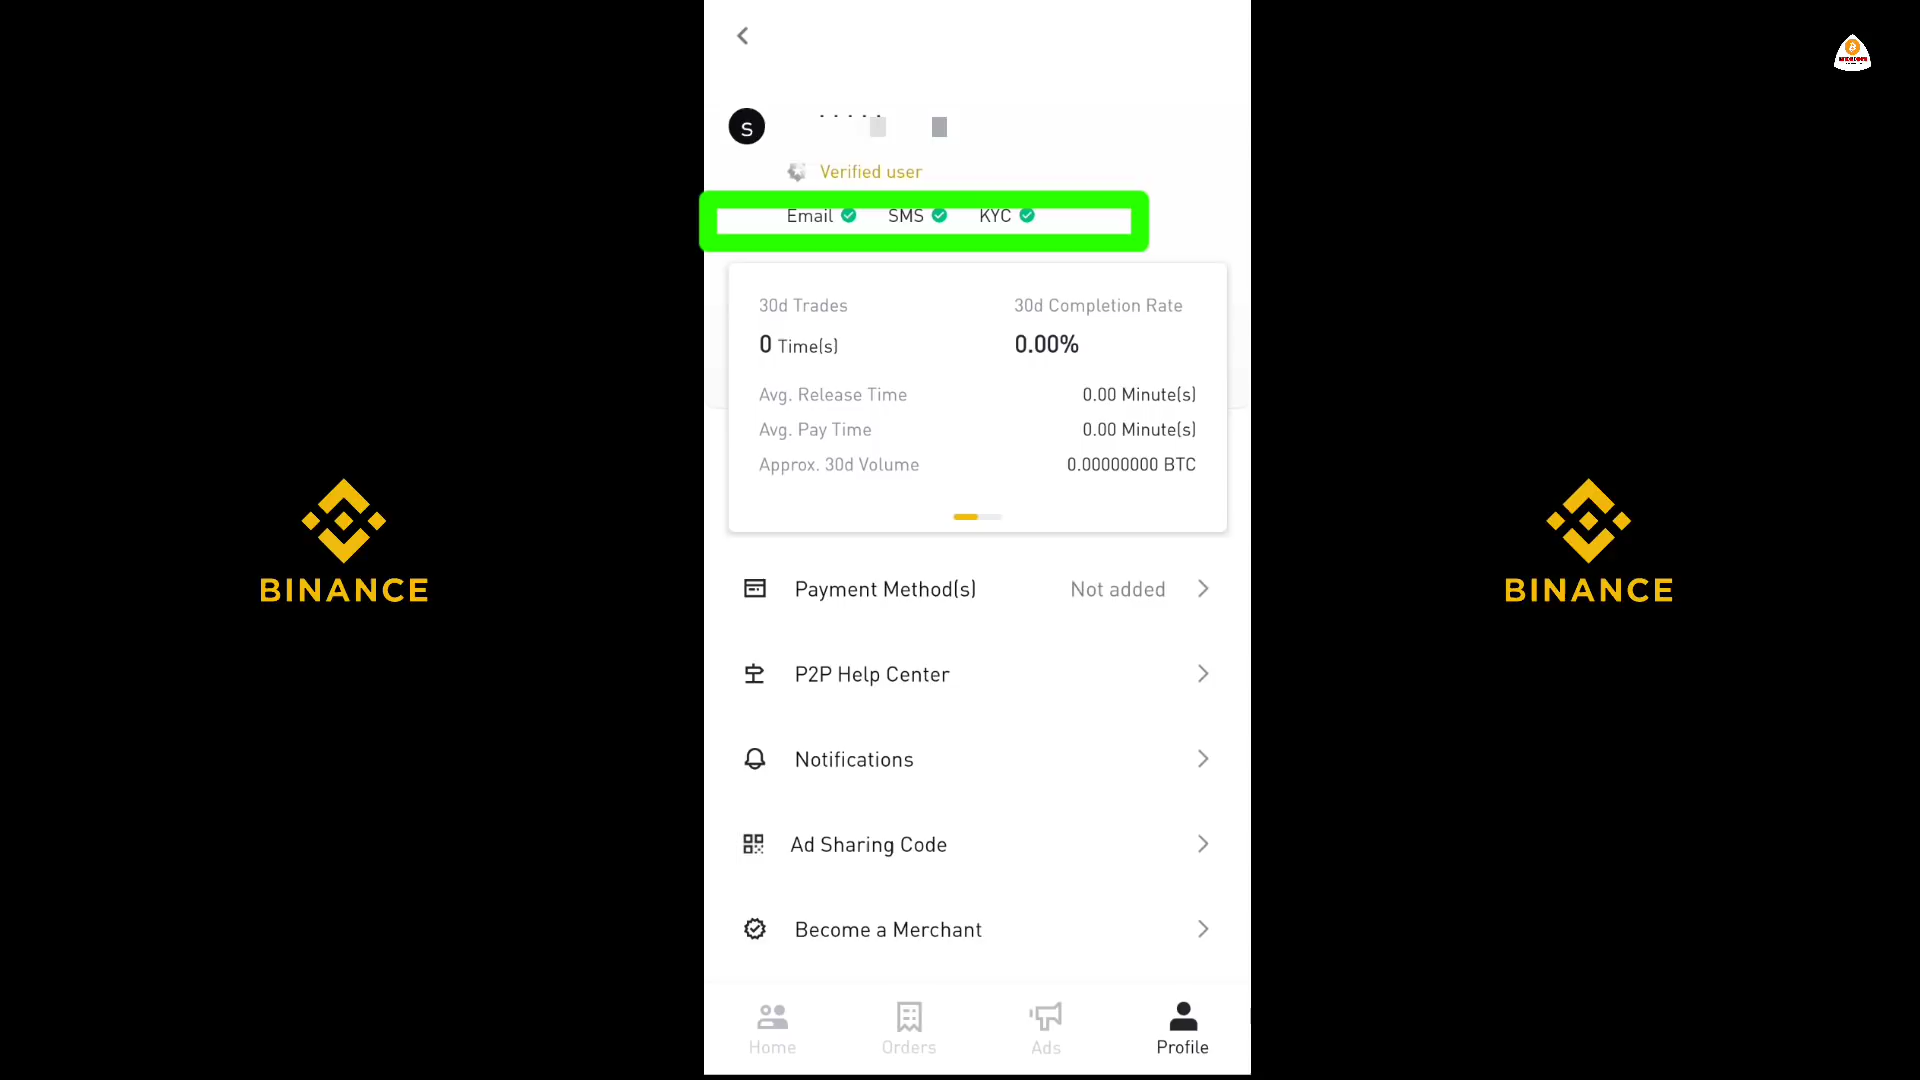 S
Verified user
Email SMS KYC
30d Trades 30d Completion Rate
0 Time(s) 0.00%
Avg. Release Time 0.00 Minute(s)
Avg. Pay Time 0.00 Minute(s)
Approx. 30d Volume 0.00000000 BTC
BINANCE
BINANCE
Payment Method(s) Not added
P2P Help Center
Notifications
Ad Sharing Code
Become a Merchant
Home Orders Ads Profile